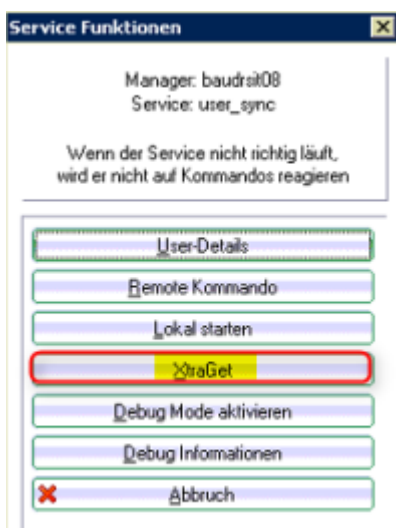 Service Funktionen
Manager: baudrsit08
Service: user_sync
Wenn der Service nicht richtig läuft,
wird er nicht auf Kommandos reagieren
User-Details
Remote Kommando
Lokal starten
XtraGet
Debug Mode aktivieren
Debug Informationen
Abbruch